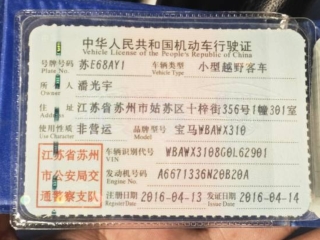 中华人民共和国机动车行驶证
Vehicle License of the People's Republic of China
号牌号码 苏E68AY1 车辆类型 小型越野客车
Plate No. Vehicle Type
所有人 潘光宇
Owner
住址 江苏省苏州市姑苏区十梓街356号1幢301室
Address
使用性质 非营运 品牌型号 宝马WBAWX310
Use Character Model
江苏省苏州市公安局交通警察支队
车辆识别代号 WBAWX3108G0L62901
VIN
发动机号码 A6671336N20B20A
Engine No.
注册日期 2016-04-13 发证日期 2016-04-14
Register Date Issue Date